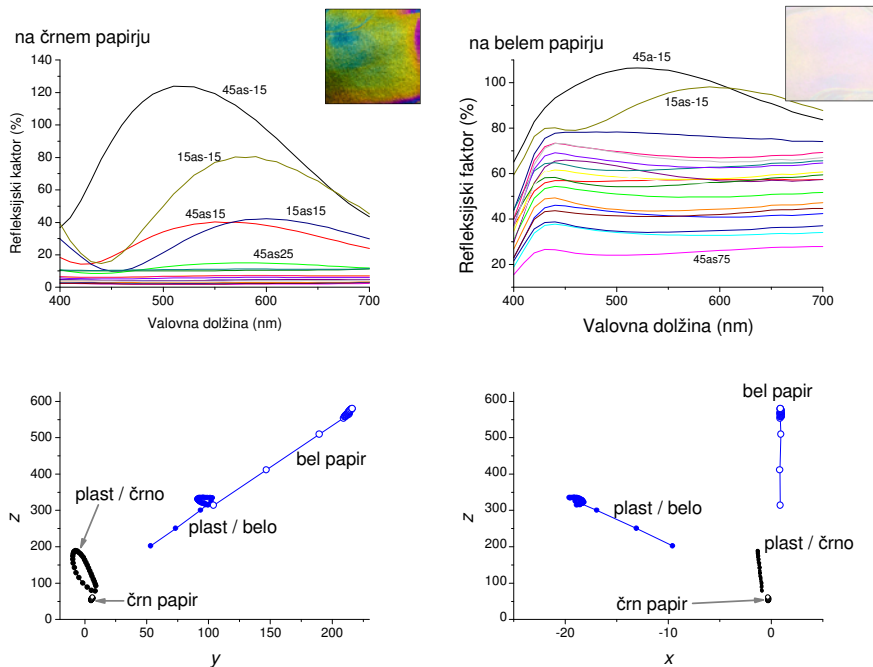 na črnem papirju
Refleksijski kaktor (%)
140
120
100
80
60
40
20
0
45as-15
15as-15
45as15
15as15
45as25
400
500
600
700
Valovna dolžina (nm)
na belem papirju
Refleksijski faktor (%)
100
80
60
40
20
45a-15
15as-15
45as75
400
500
600
700
Valovna dolžina (nm)
z
600
500
400
300
200
100
0
bel papir
plast / črno
plast / belo
črn papir
0
50
100
150
200
y
z
600
500
400
300
200
100
0
bel papir
plast / belo
plast / črno
črn papir
-20
-10
0
x